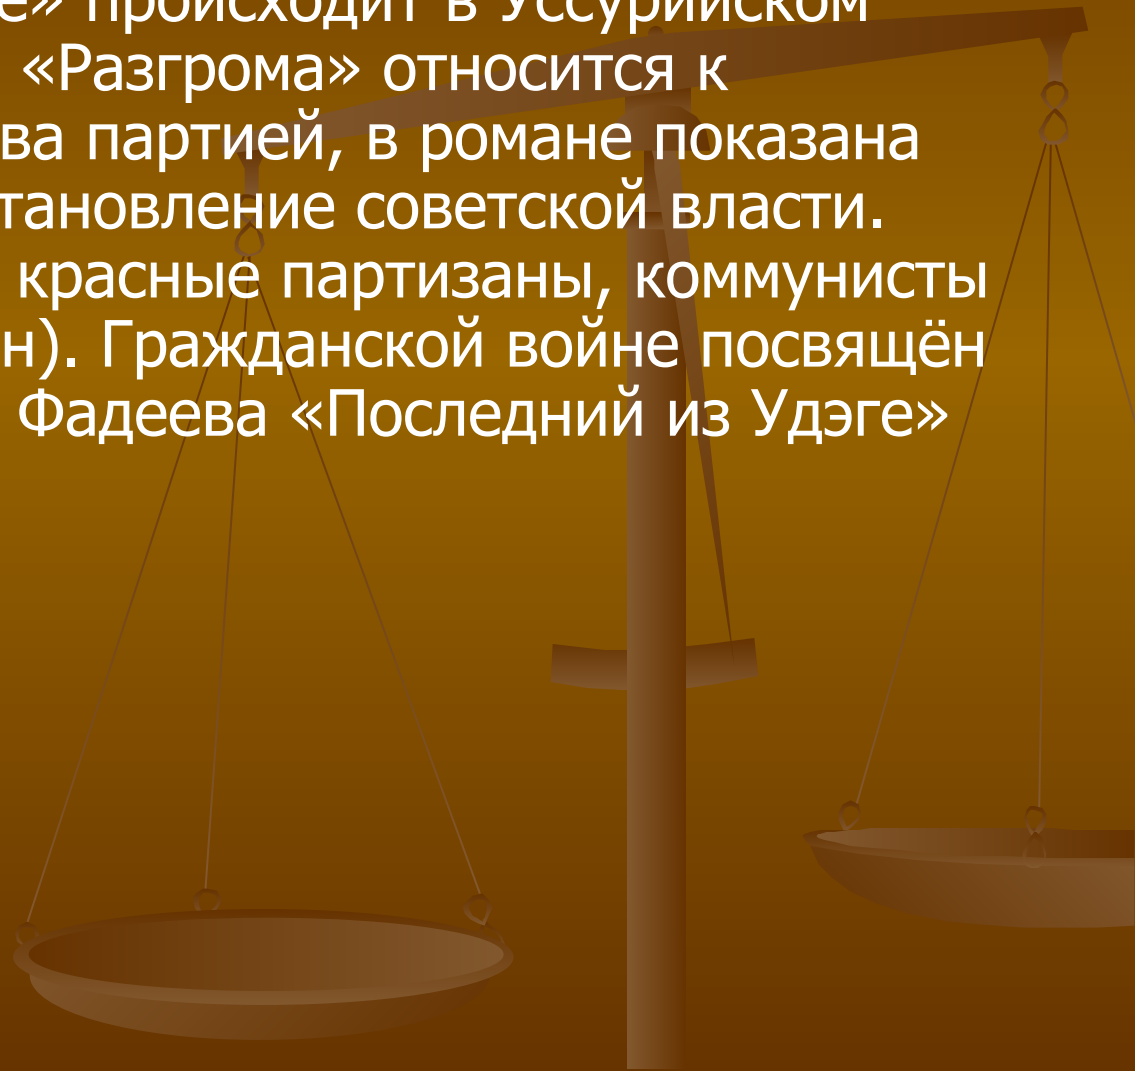 е» происходит в Уссурийском
«Разгрома» относится к
ва партией, в романе показана
тановление советской власти.
красные партизаны, коммунисты
н). Гражданской войне посвящён
Фадеева «Последний из Удэге»